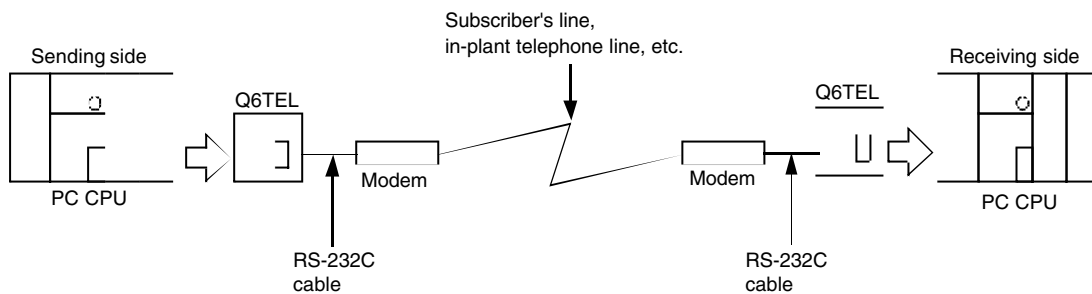 Subscriber's line,
in-plant telephone line, etc.
Sending side
Receiving side
Q6TEL
Q6TEL
Modem
Modem
PC CPU
PC CPU
RS-232C
cable
RS-232C
cable